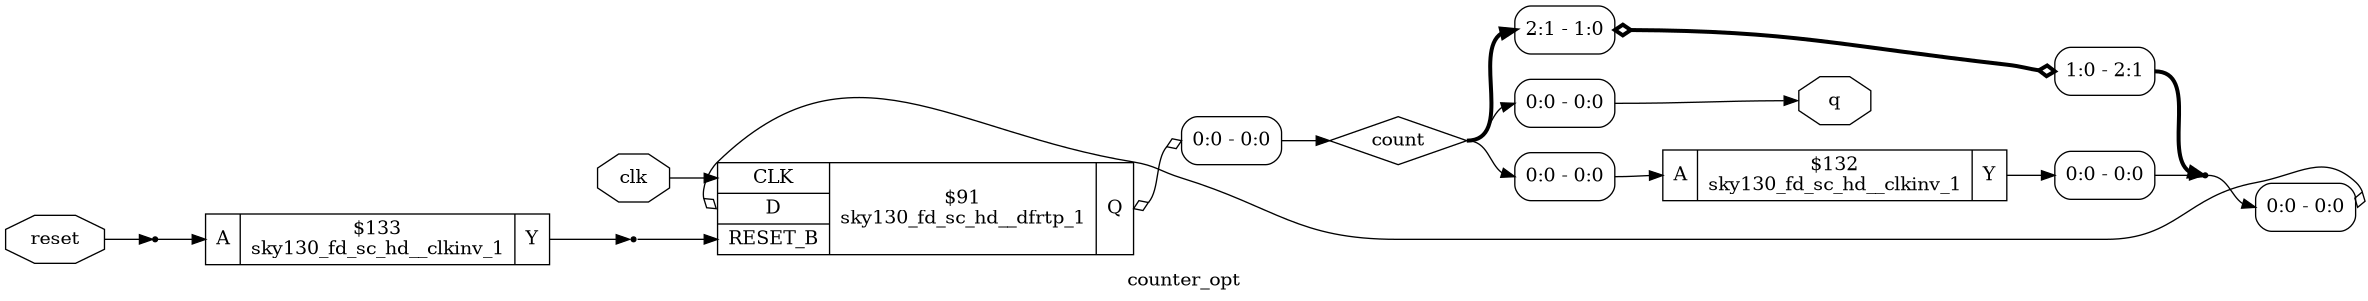 reset
A
$133
sky130_fd_sc_hd__clkinv_1
Y
clk
CLK
D
RESET_B
$91
sky130_fd_sc_hd__dfrtp_1
Q
0:0 - 0:0
count
2:1 - 1:0
0:0 - 0:0
0:0 - 0:0
q
A
$132
sky130_fd_sc_hd__clkinv_1
Y
1:0 - 2:1
0:0 - 0:0
0:0 - 0:0
counter_opt